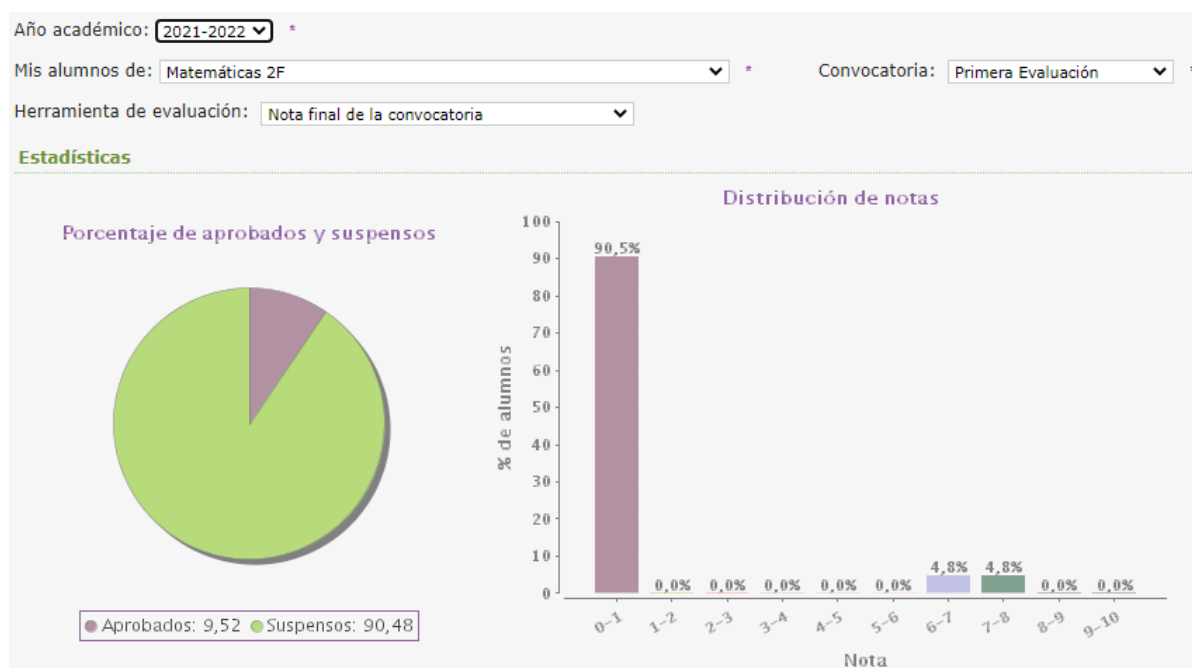 Año académico: 2021-2022 *
Mis alumnos de: Matemáticas 2F * Convocatoria: Primera Evaluación *
Herramienta de evaluación: Nota final de la convocatoria
Estadísticas
Porcentaje de aprobados y suspensos
Aprobados: 9,52 Suspensos: 90,48
Distribución de notas
% de alumnos
100
90
80
70
60
50
40
30
20
10
0
90,5% 0,0% 0,0% 0,0% 0,0% 0,0% 4,8% 4,8% 0,0% 0,0%
0-1 1-2 2-3 3-4 4-5 5-6 6-7 7-8 8-9 9-10
Nota